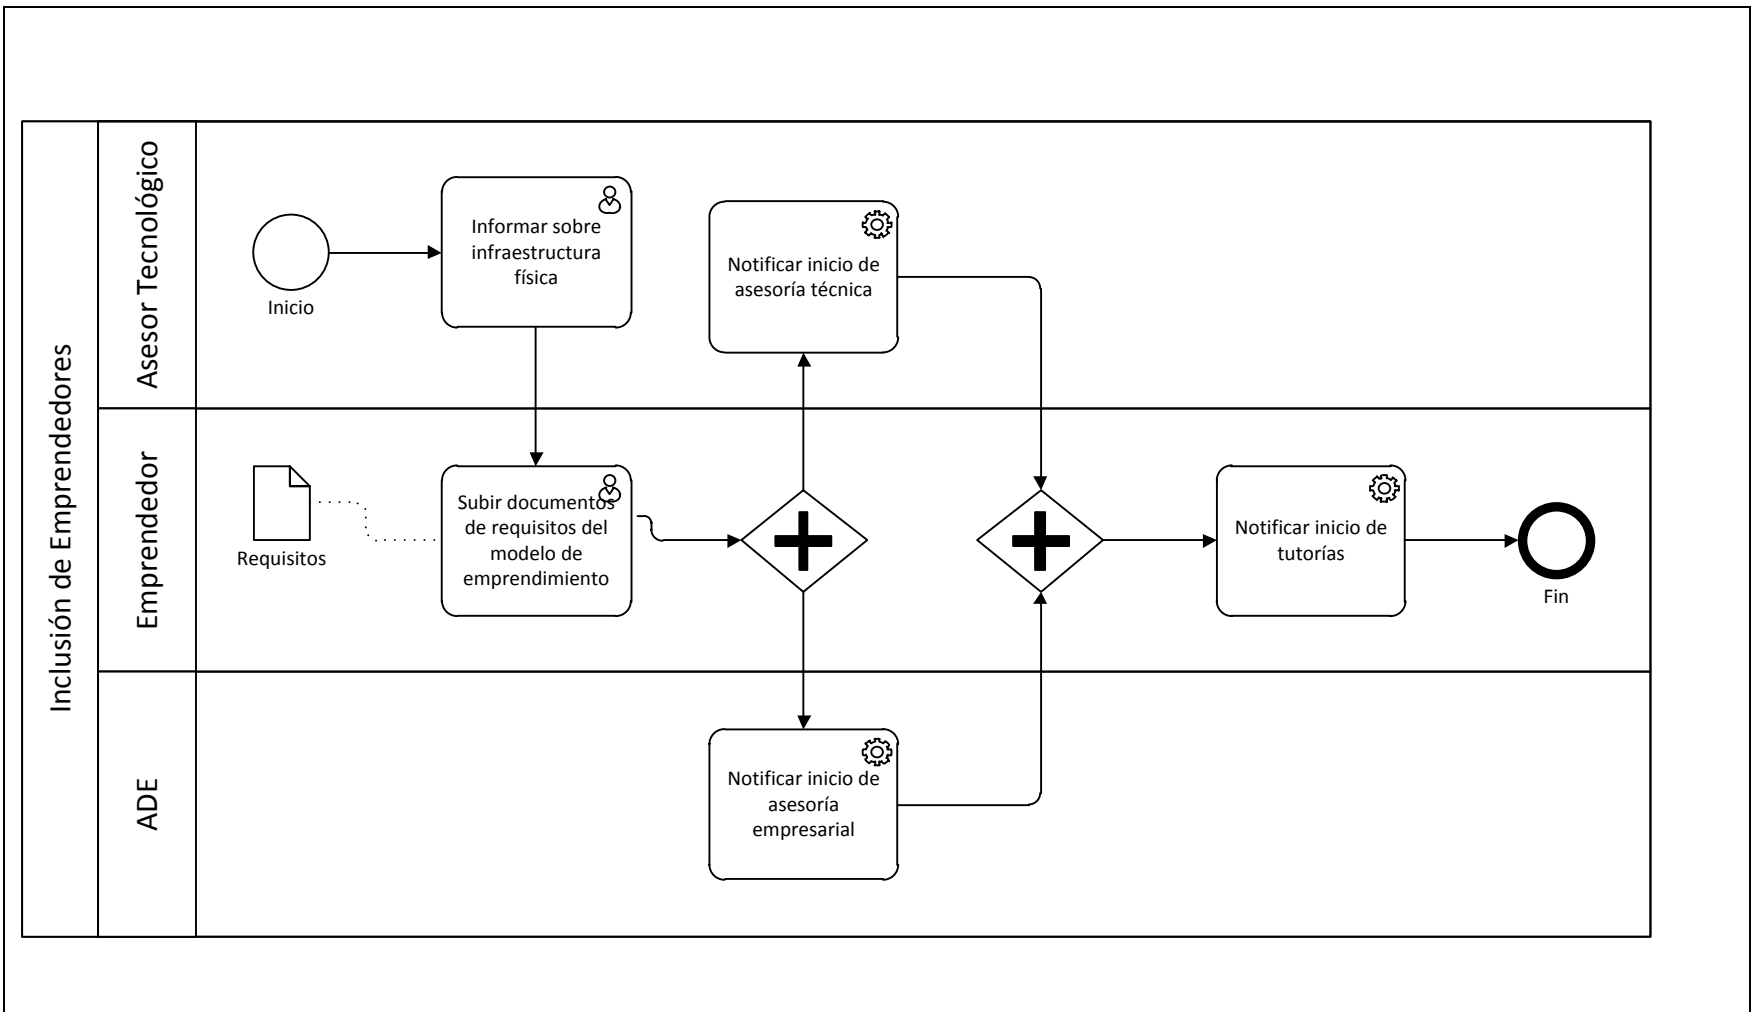 Inclusión de Emprendedores
Asesor Tecnológico
Inicio
Informar sobre
infraestructura
física
Notificar inicio de
asesoría técnica
Emprendedor
Requisitos
Subir documentos
de requisitos del
modelo de
emprendimiento
Notificar inicio de
tutorías
Fin
ADE
Notificar inicio de
asesoría
empresarial